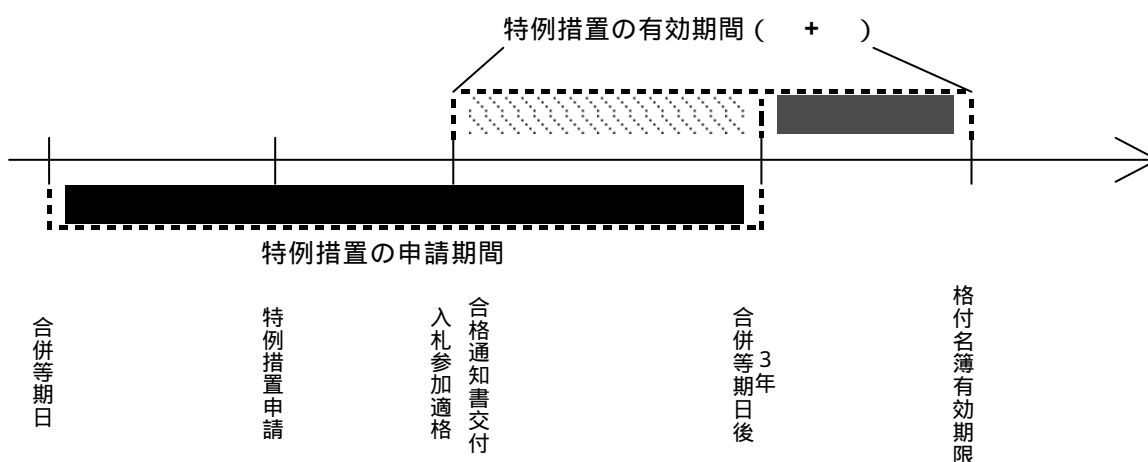 特例措置の有効期間（　＋　）
特例措置の申請期間
合併等期日
特例措置申請
入札参加適格
合格通知書交付
合併等期日後
3年
格付名簿有効期限